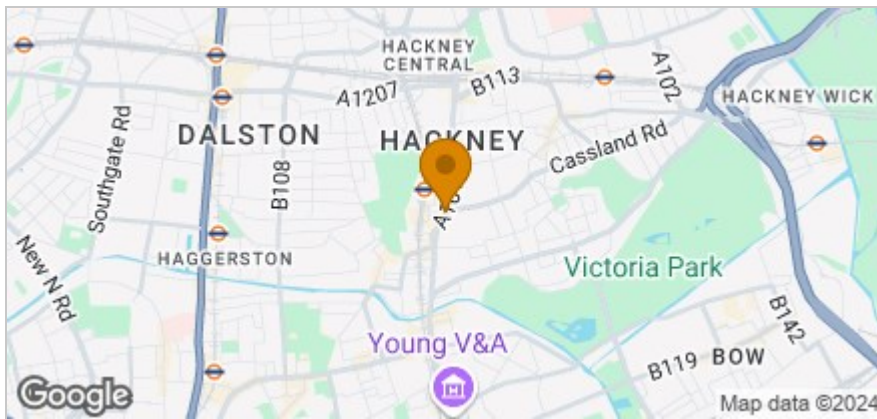 HACKNEY
CENTRAL
A102
B113
A1207
HACKNEY WICK
DALSTON
HACKNEY
Cassland Rd
Southgate Rd
B108
HAGGERSTON
New N Rd
Victoria Park
B142
Young V&A
B119
BOW
Google
Map data ©2024